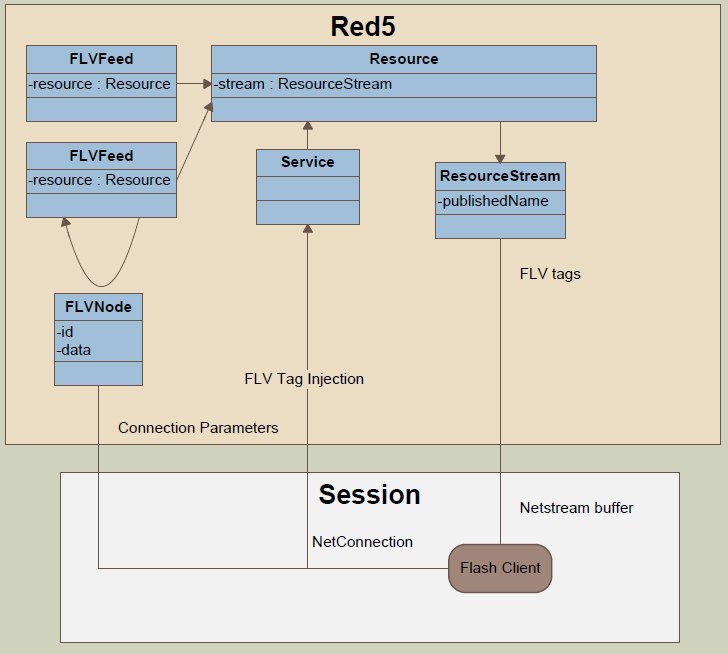 Red5
FLVFeed
-resource : Resource
Resource
-stream : ResourceStream
FLVFeed
-resource : Resource
Service
ResourceStream
-publishedName
FLV tags
FLVNode
-id
-data
FLV Tag Injection
Connection Parameters
Session
Netstream buffer
NetConnection
Flash Client